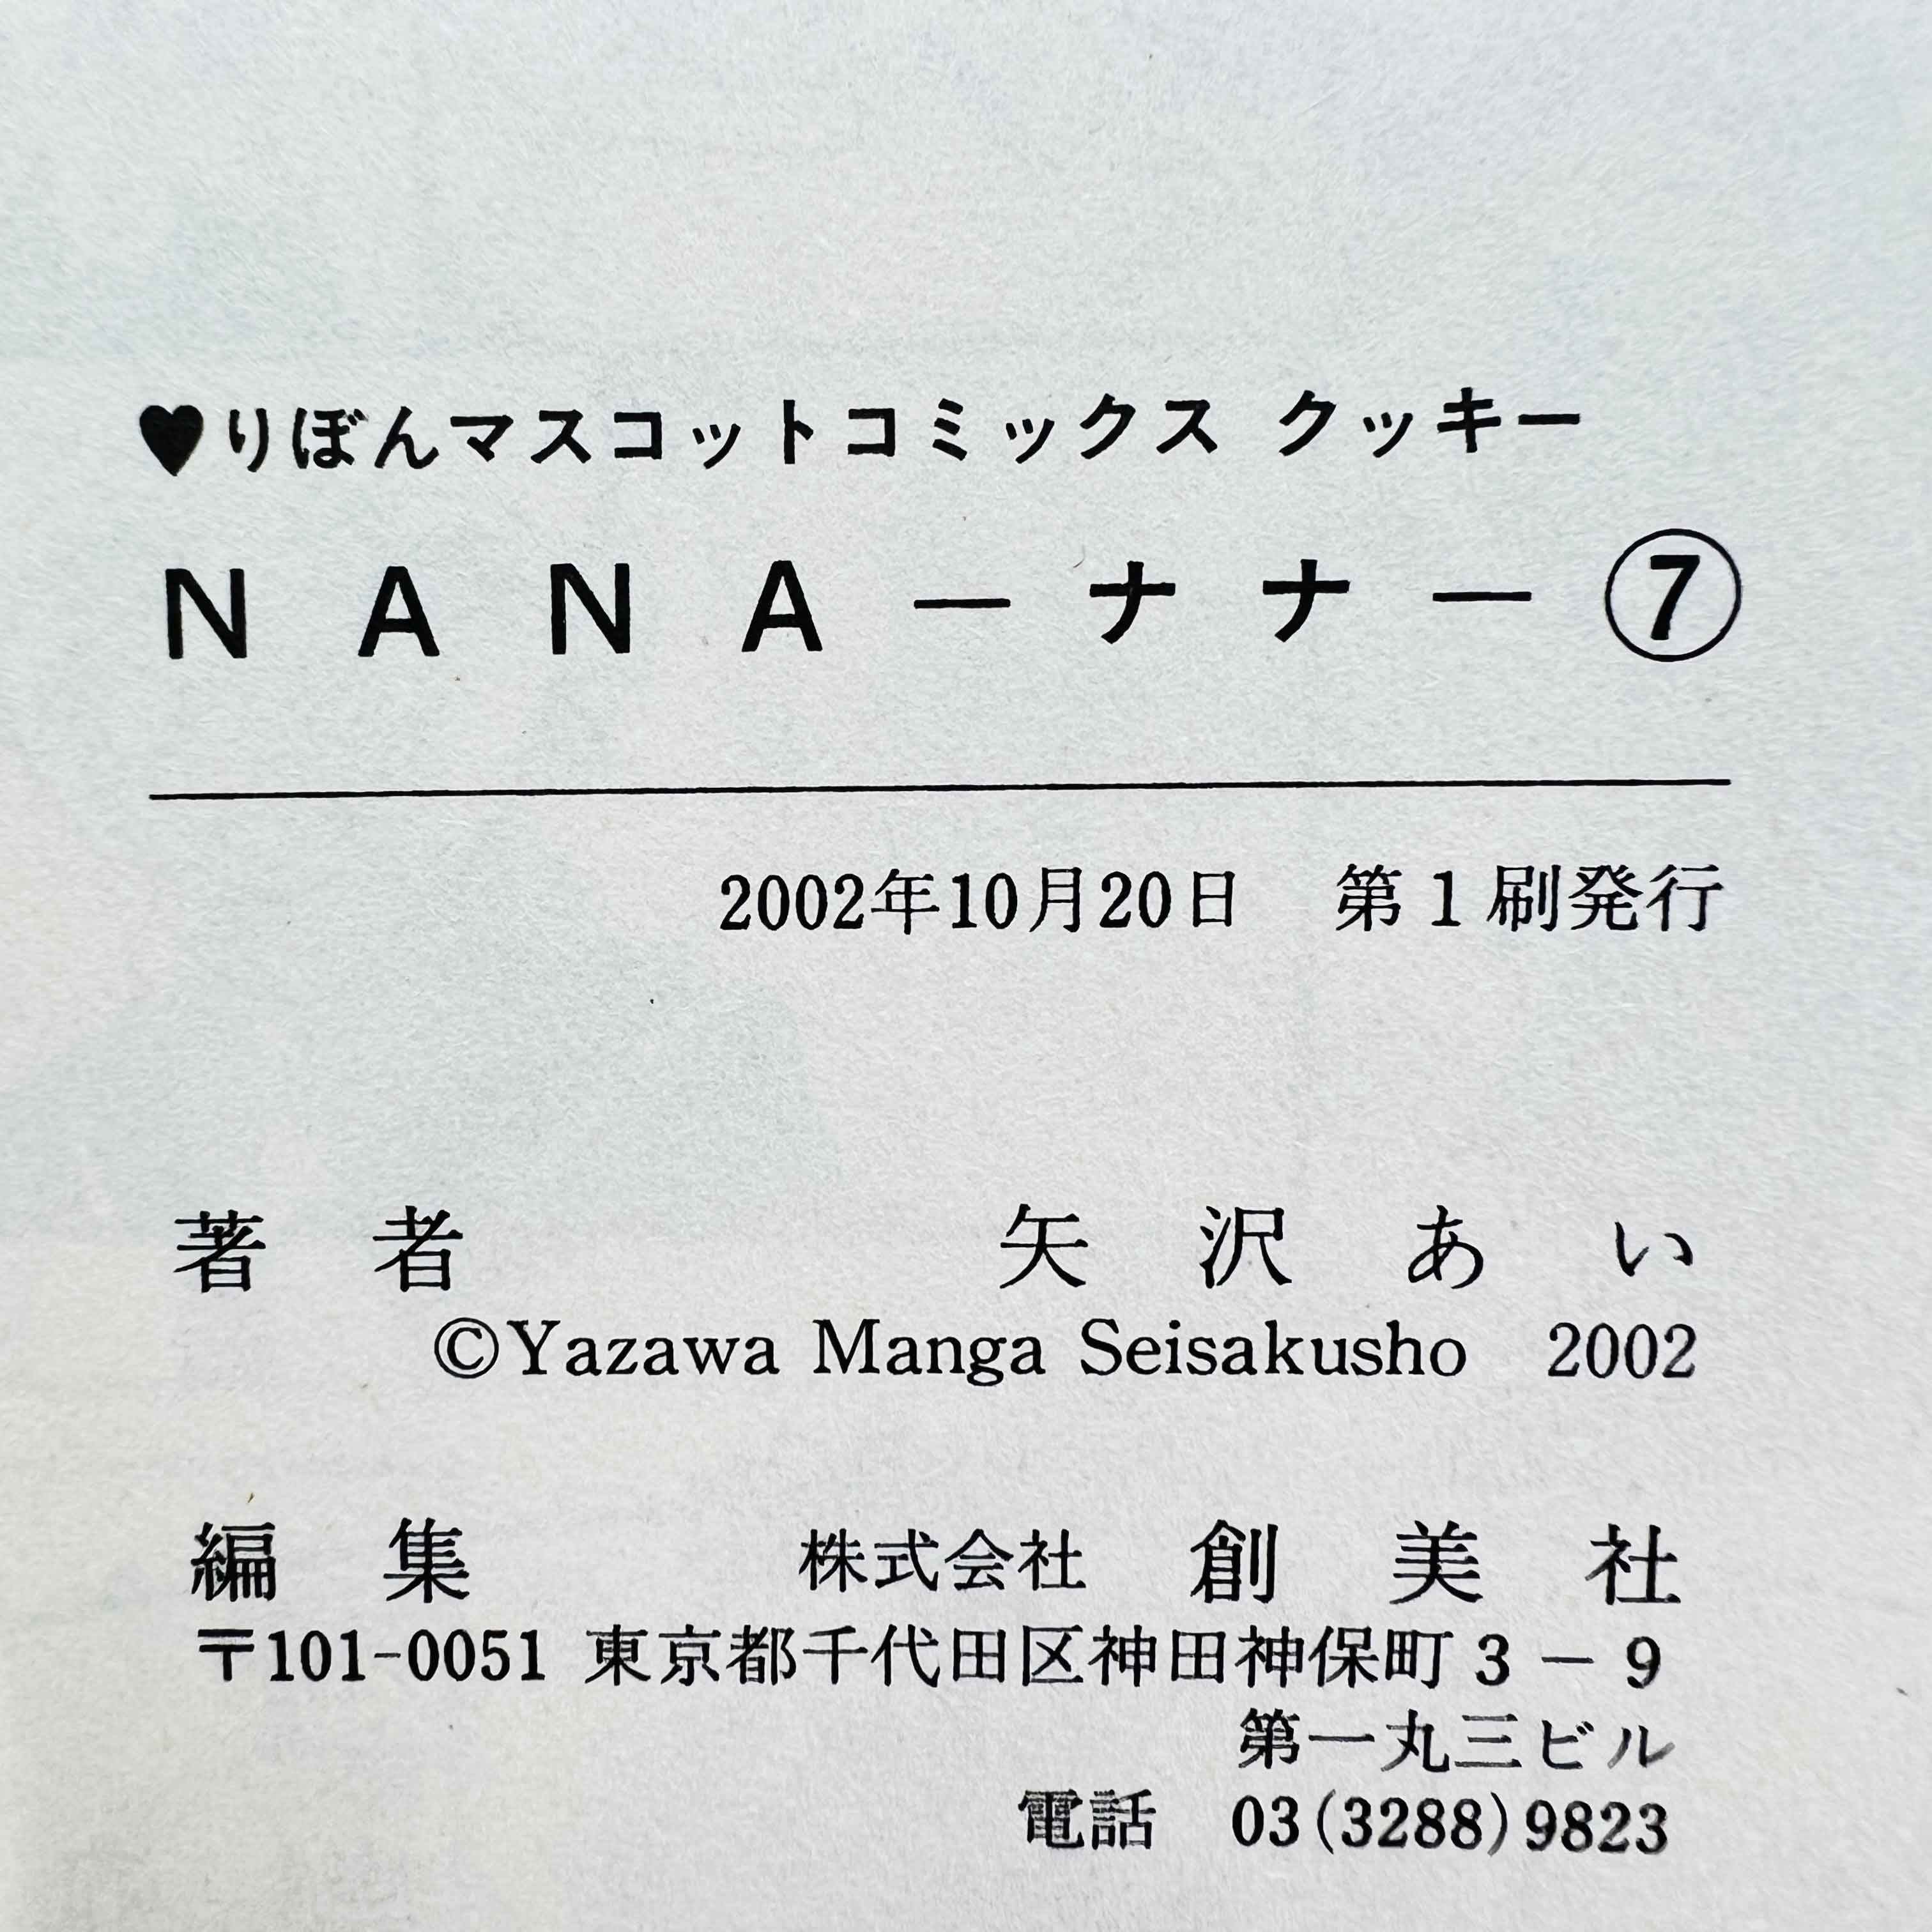 ♥りぼんマスコットコミックス クッキー
NANA―ナナ―⑦
2002年10月20日　第1刷発行
著者　矢沢あい
©Yazawa Manga Seisakusho 2002
編集　株式会社 創美社
〒101-0051 東京都千代田区神田神保町3－9
第一丸三ビル
電話　03(3288)9823